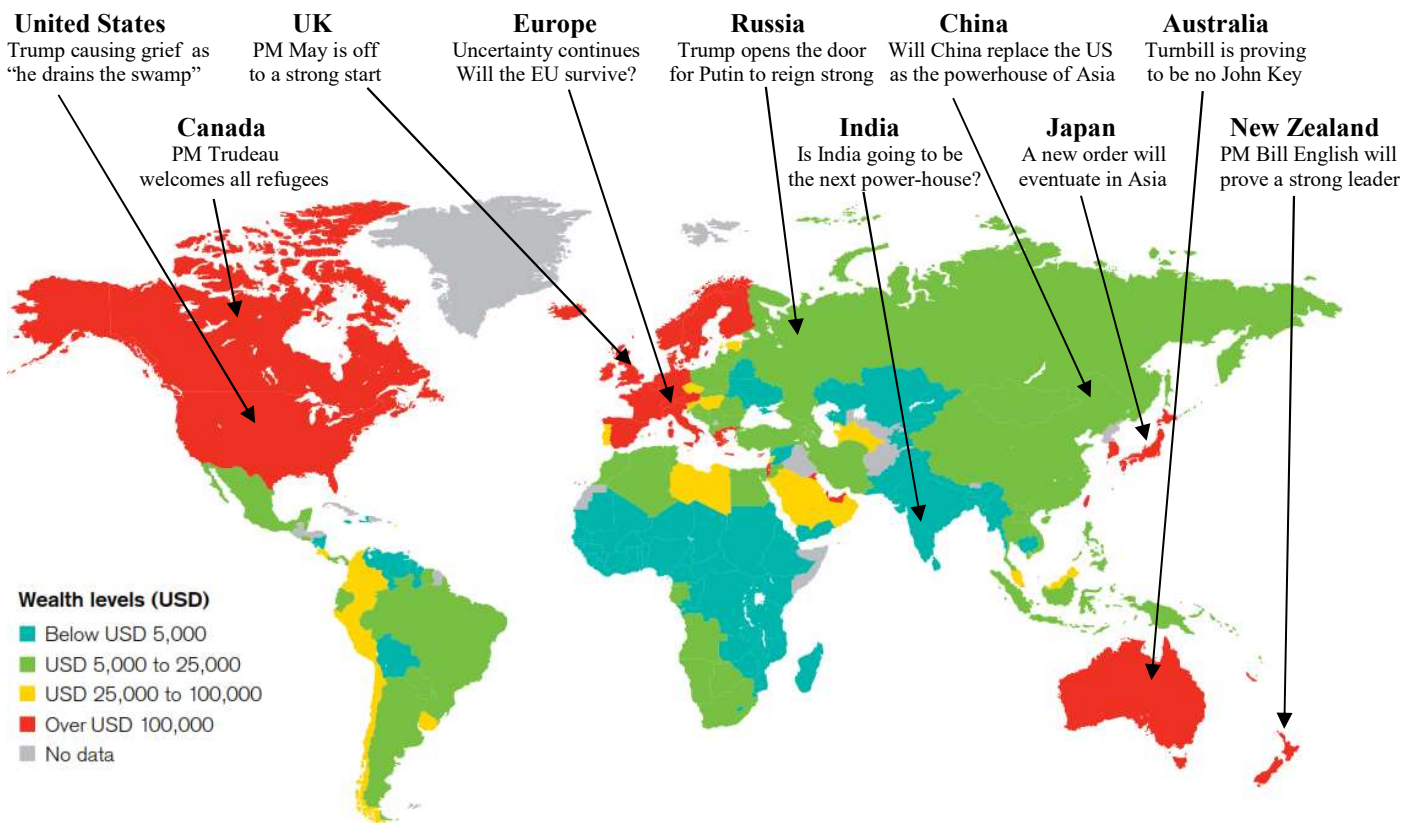 United States
Trump causing grief as
“he drains the swamp”
UK
PM May is off
to a strong start
Europe
Uncertainty continues
Will the EU survive?
Russia
Trump opens the door
for Putin to reign strong
China
Will China replace the US
as the powerhouse of Asia
Australia
Turnbill is proving
to be no John Key
Canada
PM Trudeau
welcomes all refugees
India
Is India going to be
the next power-house?
Japan
A new order will
eventuate in Asia
New Zealand
PM Bill English will
prove a strong leader
Wealth levels (USD)
Below USD 5,000
USD 5,000 to 25,000
USD 25,000 to 100,000
Over USD 100,000
No data